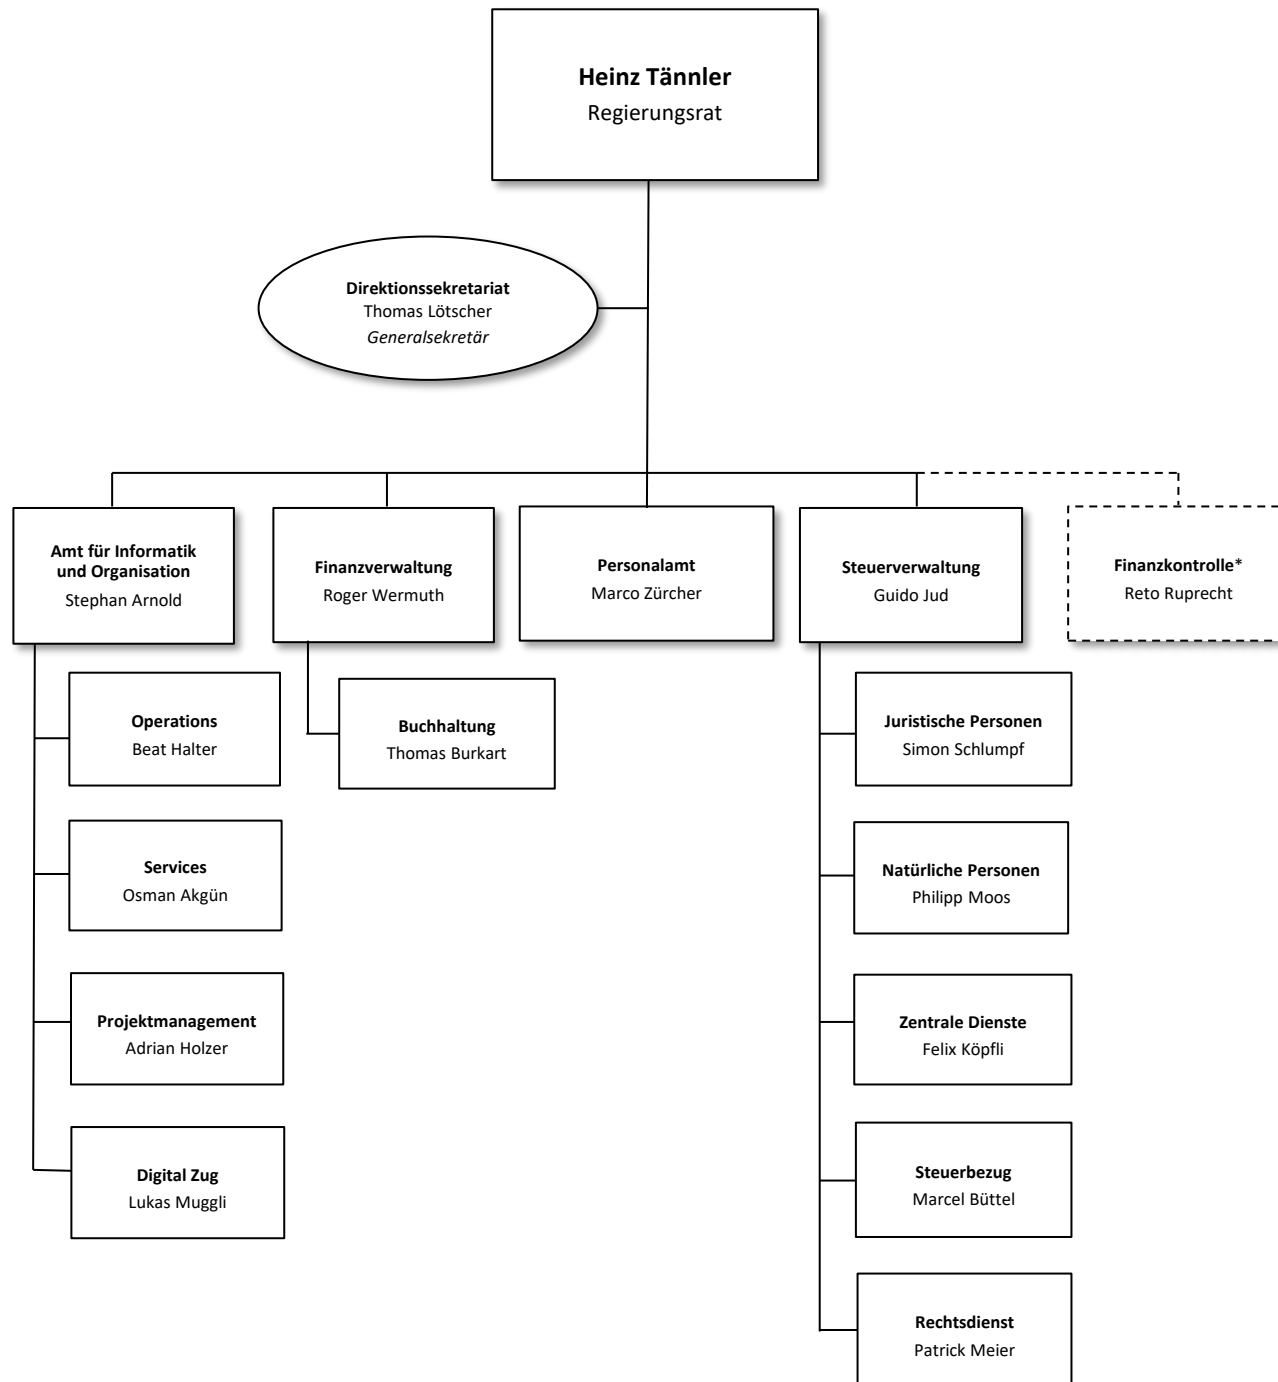 Heinz Tännler
Regierungsrat
Direktionssekretariat
Thomas Lötscher
Generalsekretär
Amt für Informatik
und Organisation
Stephan Arnold
Finanzverwaltung
Roger Wermuth
Personalamt
Marco Zürcher
Steuerverwaltung
Guido Jud
Finanzkontrolle*
Reto Ruprecht
Operations
Beat Halter
Services
Osman Akgün
Projektmanagement
Adrian Holzer
Digital Zug
Lukas Muggli
Buchhaltung
Thomas Burkart
Juristische Personen
Simon Schlumpf
Natürliche Personen
Philipp Moos
Zentrale Dienste
Felix Köpfli
Steuerbezug
Marcel Büttel
Rechtsdienst
Patrick Meier